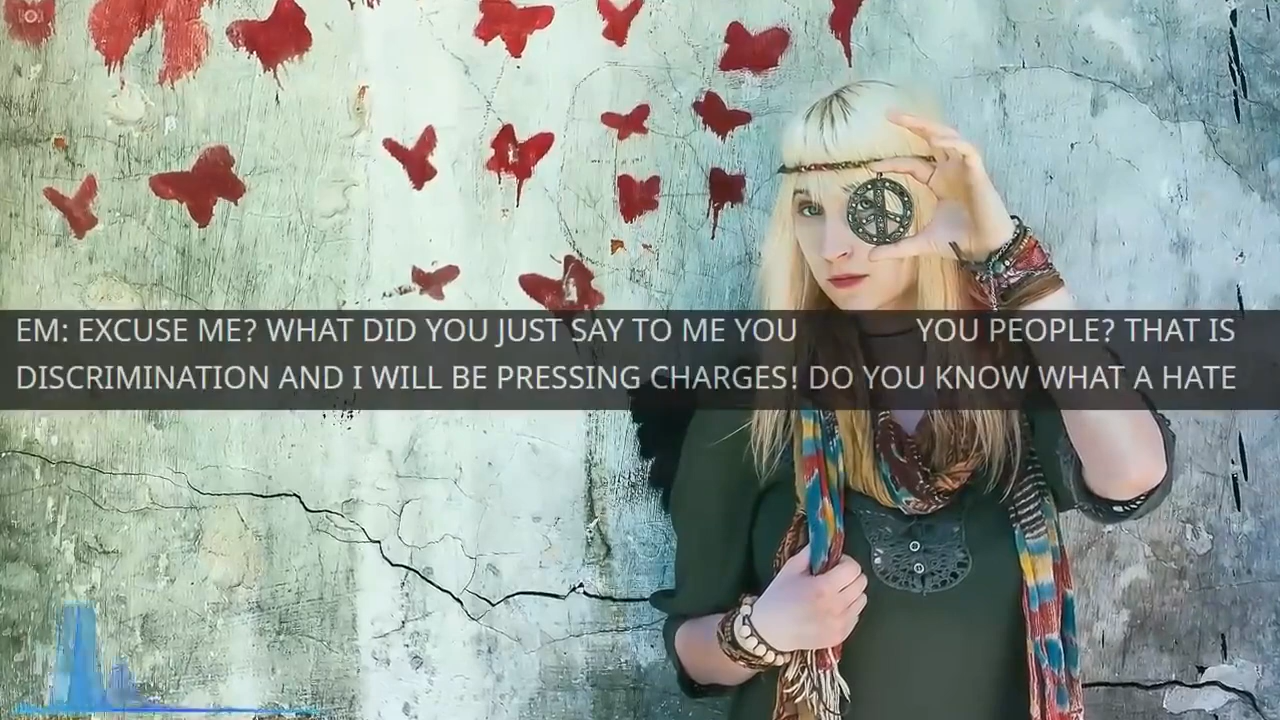 EM: EXCUSE ME? WHAT DID YOU JUST SAY TO ME YOU YOU PEOPLE? THAT IS
DISCRIMINATION AND I WILL BE PRESSING CHARGES! DO YOU KNOW WHAT A HATE